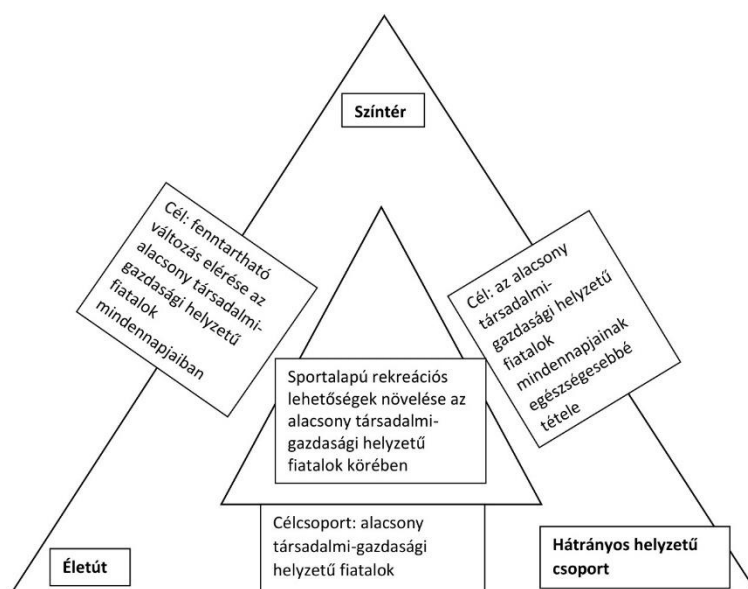 Színtér
Cél: fenntartható
változás elérése az
alacsony társadalmi-
gazdasági helyzetű
fiatalok
mindennapjaiban
Cél: az alacsony
társadalmi-
gazdasági helyzetű
fiatalok
mindennapjainak
egészségesebbé
tétele
Sportalapú rekreációs
lehetőségek növelése az
alacsony társadalmi-
gazdasági helyzetű
fiatalok körében
Célcsoport: alacsony
társadalmi-gazdasági
helyzetű fiatalok
Életút
Hátrányos helyzetű
csoport